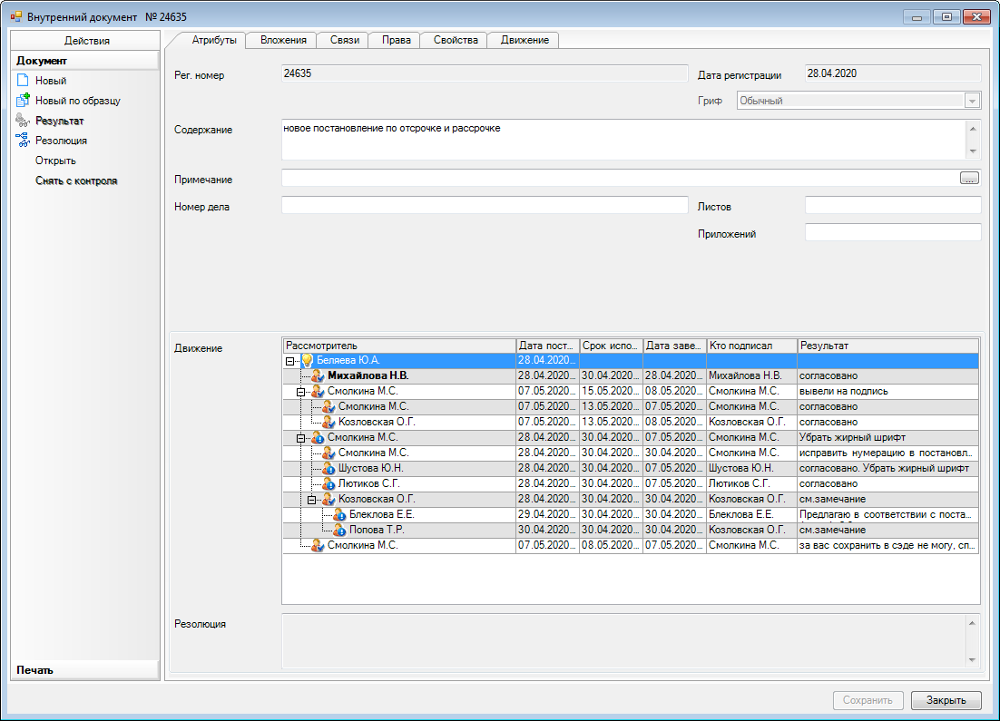 Внутренний документ № 24635
Действия
Документ
Новый
Новый по образцу
Результат
Резолюция
Открыть
Снять с контроля
Печать
Атрибуты Вложения Связи Права Свойства Движение
Рег. номер 24635 Дата регистрации 28.04.2020
Гриф Обычный
Содержание новое постановление по отсрочке и рассрочке
Примечание ...
Номер дела Листов
Приложений
Движение
Рассмотритель Дата пост... Срок испо... Дата заве... Кто подписал Результат
Беляева Ю.А. 28.04.2020...
Михайлова Н.В. 28.04.2020... 30.04.2020... 28.04.2020... Михайлова Н.В. согласовано
Смолкина М.С. 07.05.2020... 15.05.2020... 08.05.2020... Смолкина М.С. вывели на подпись
Смолкина М.С. 07.05.2020... 13.05.2020... 07.05.2020... Смолкина М.С. согласовано
Козловская О.Г. 07.05.2020... 13.05.2020... 08.05.2020... Козловская О.Г. согласовано
Смолкина М.С. 28.04.2020... 30.04.2020... 07.05.2020... Смолкина М.С. Убрать жирный шрифт
Смолкина М.С. 28.04.2020... 30.04.2020... 30.04.2020... Смолкина М.С. исправить нумерацию в постановл...
Шустова Ю.Н. 28.04.2020... 30.04.2020... 07.05.2020... Шустова Ю.Н. согласовано. Убрать жирный шрифт
Лютиков С.Г. 28.04.2020... 30.04.2020... 07.05.2020... Лютиков С.Г. согласовано
Козловская О.Г. 28.04.2020... 30.04.2020... 30.04.2020... Козловская О.Г. см.замечание
Блеклова Е.Е. 29.04.2020... 30.04.2020... 30.04.2020... Блеклова Е.Е. Предлагаю в соответствии с поста...
Попова Т.Р. 30.04.2020... 30.04.2020... 30.04.2020... Козловская О.Г. см.замечание
Смолкина М.С. 07.05.2020... 08.05.2020... 07.05.2020... Смолкина М.С. за вас сохранить в сэде не могу, сп...
Резолюция
Сохранить Закрыть